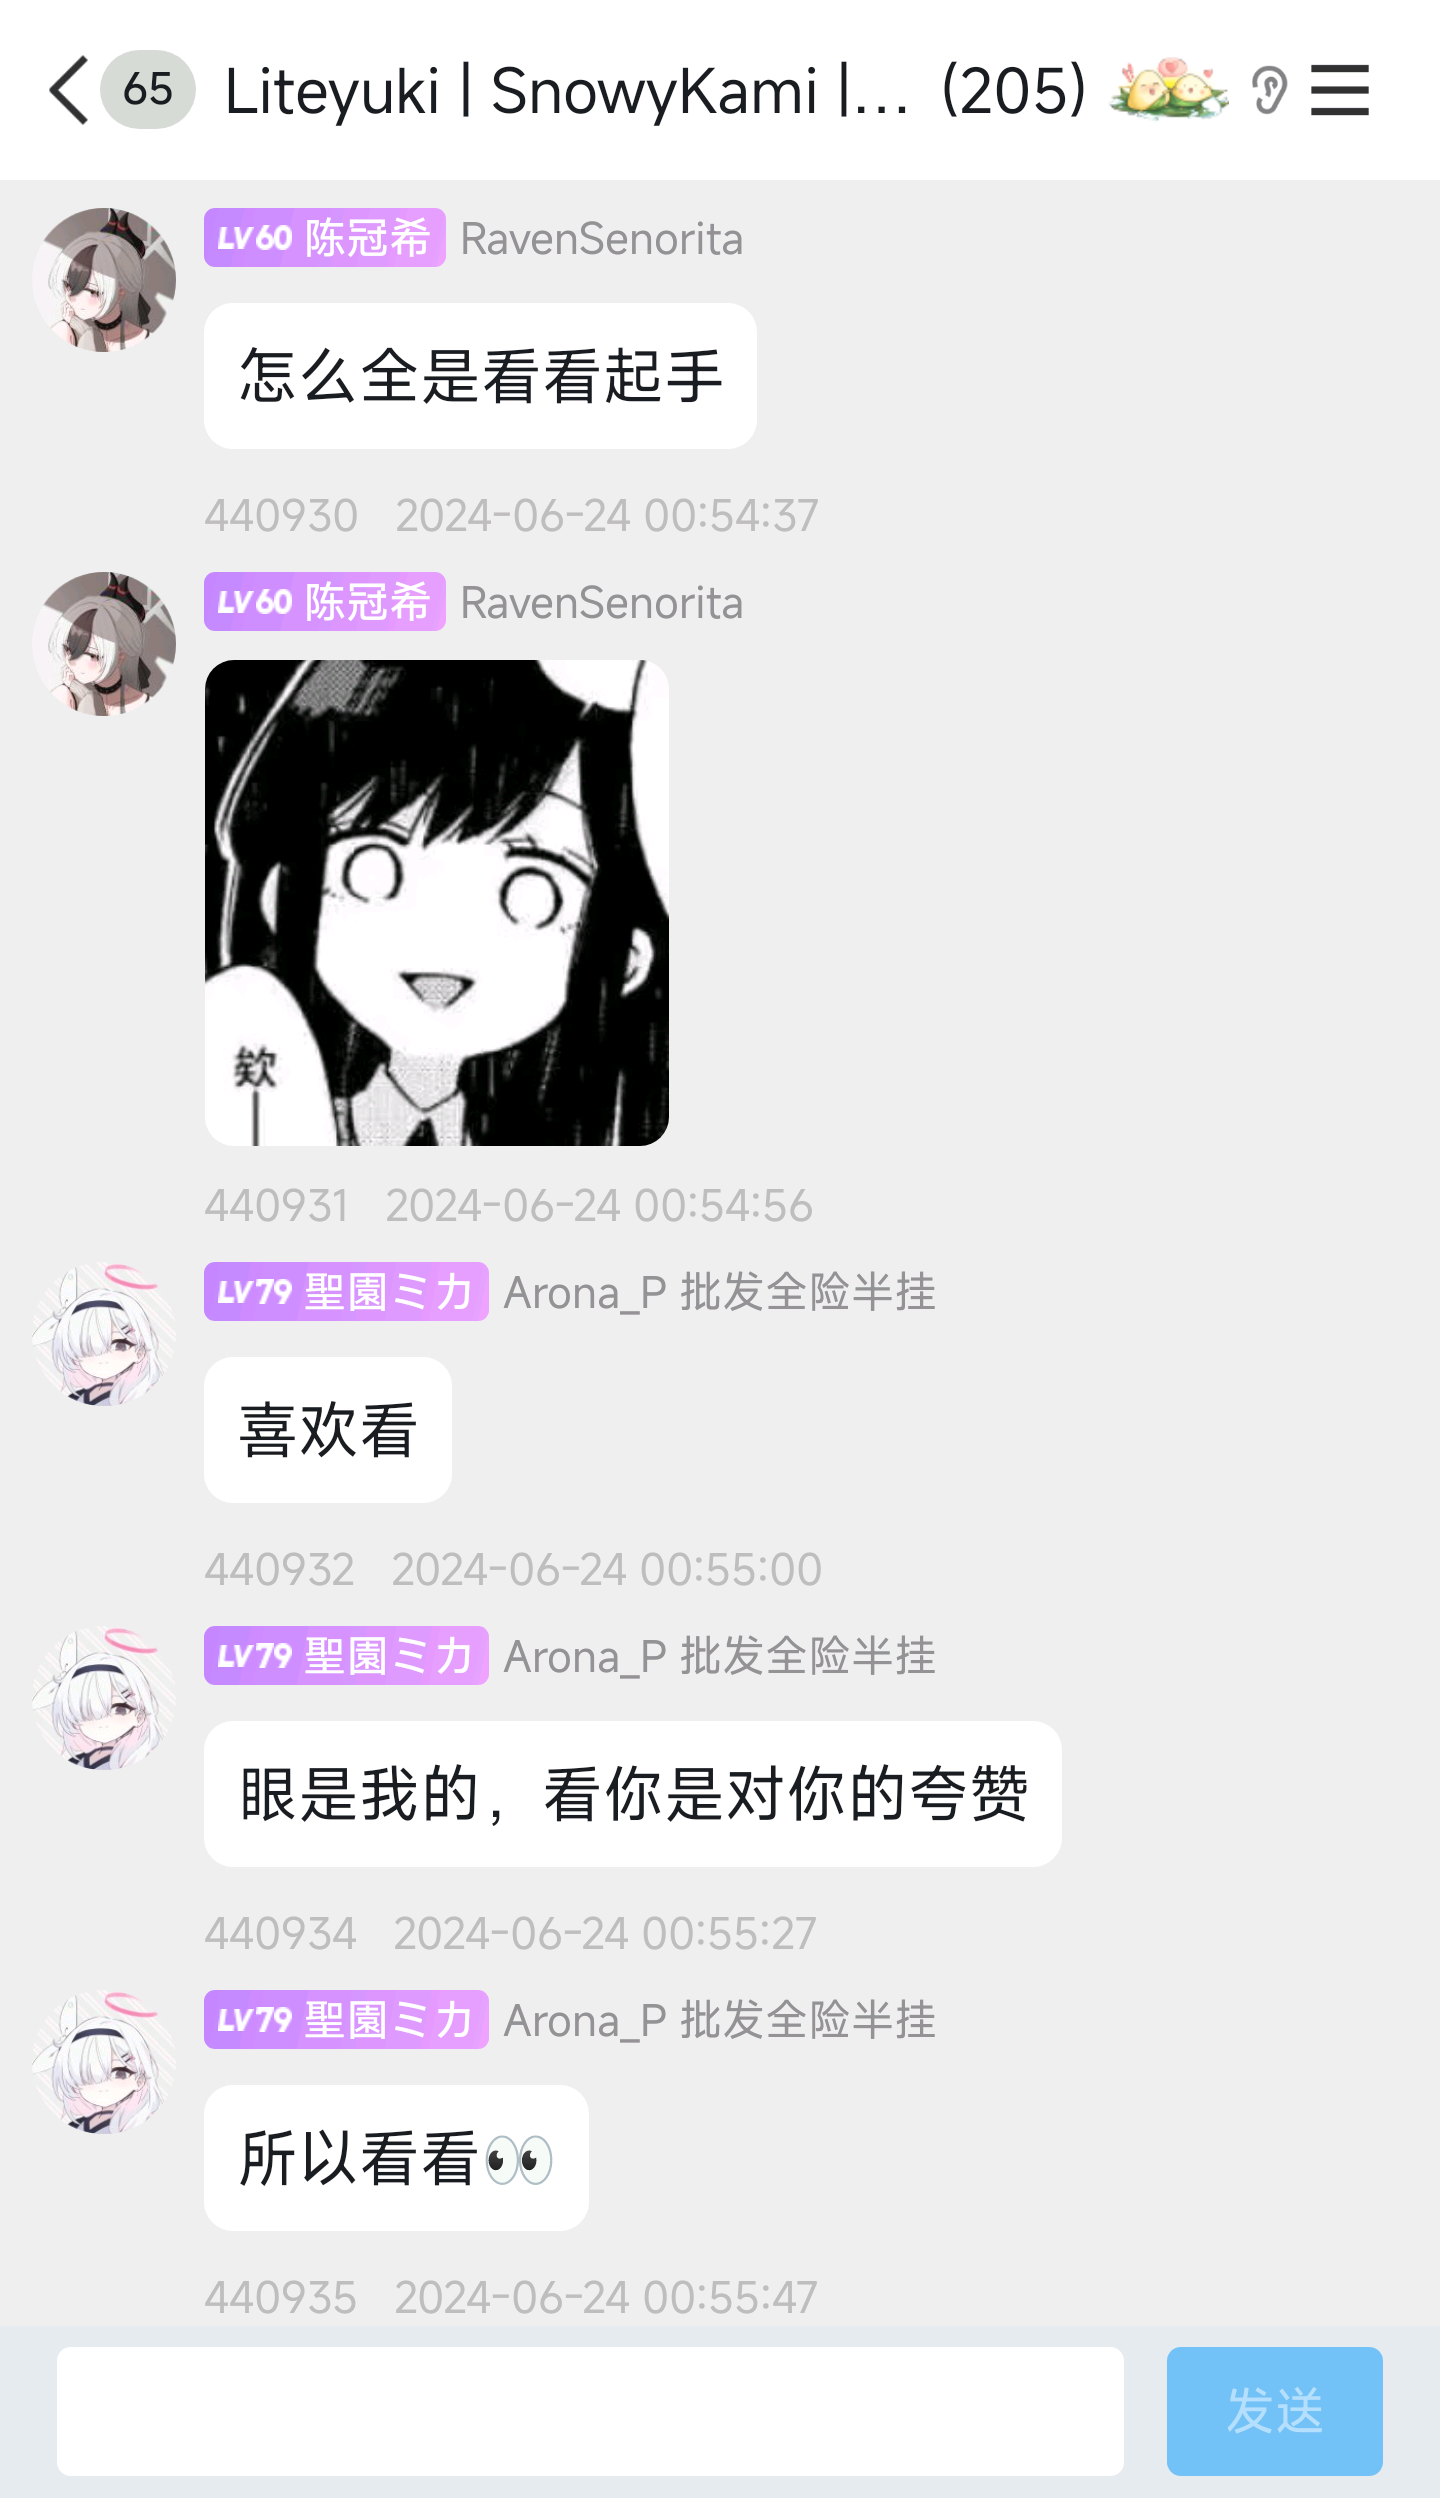 65 Liteyuki | SnowyKami |... (205)
LV60 陈冠希 RavenSenorita
怎么全是看看起手
440930 2024-06-24 00:54:37
LV60 陈冠希 RavenSenorita
欸—
440931 2024-06-24 00:54:56
LV79 聖園ミカ Arona_P 批发全险半挂
喜欢看
440932 2024-06-24 00:55:00
LV79 聖園ミカ Arona_P 批发全险半挂
眼是我的，看你是对你的夸赞
440934 2024-06-24 00:55:27
LV79 聖園ミカ Arona_P 批发全险半挂
所以看看👀
440935 2024-06-24 00:55:47
发送